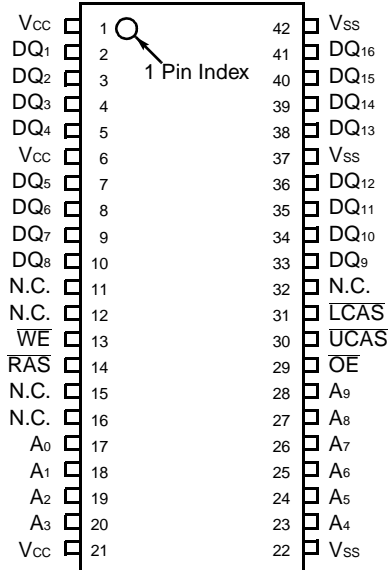 VCC 1 42 VSS
DQ1 2 41 DQ16
1 Pin Index
DQ2 3 40 DQ15
DQ3 4 39 DQ14
DQ4 5 38 DQ13
VCC 6 37 VSS
DQ5 7 36 DQ12
DQ6 8 35 DQ11
DQ7 9 34 DQ10
DQ8 10 33 DQ9
N.C. 11 32 N.C.
N.C. 12 31 LCAS
WE 13 30 UCAS
RAS 14 29 OE
N.C. 15 28 A9
N.C. 16 27 A8
A0 17 26 A7
A1 18 25 A6
A2 19 24 A5
A3 20 23 A4
VCC 21 22 VSS